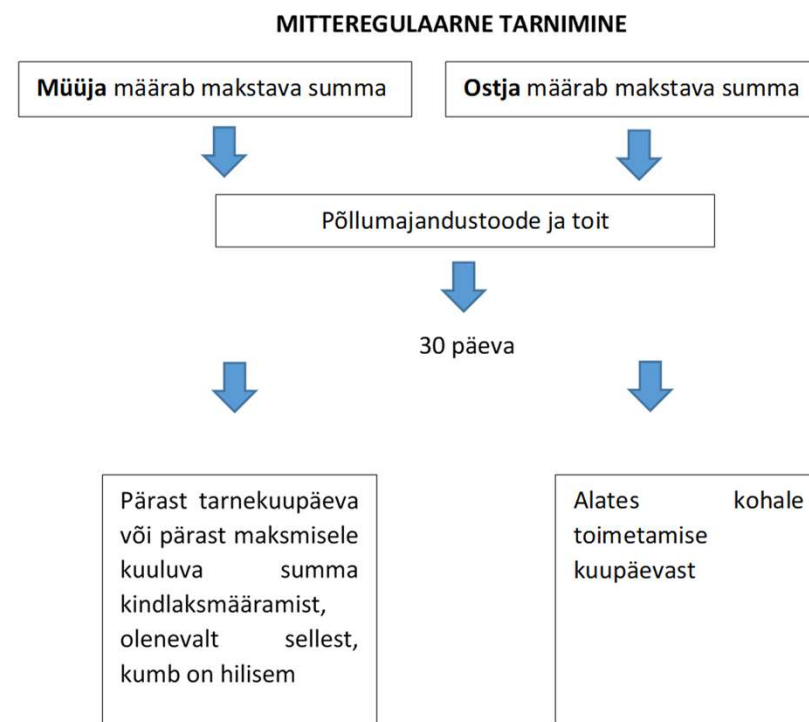 MITTEREGULAARNE TARNIMINE
Müüja määrab makstava summa
Ostja määrab makstava summa
Põllumajandustoode ja toit
30 päeva
Pärast tarnekuupäeva
või pärast maksmisele
kuuluva summa
kindlaksmääramist,
olenevalt sellest,
kumb on hilisem
Alates kohale
toimetamise
kuupäevast